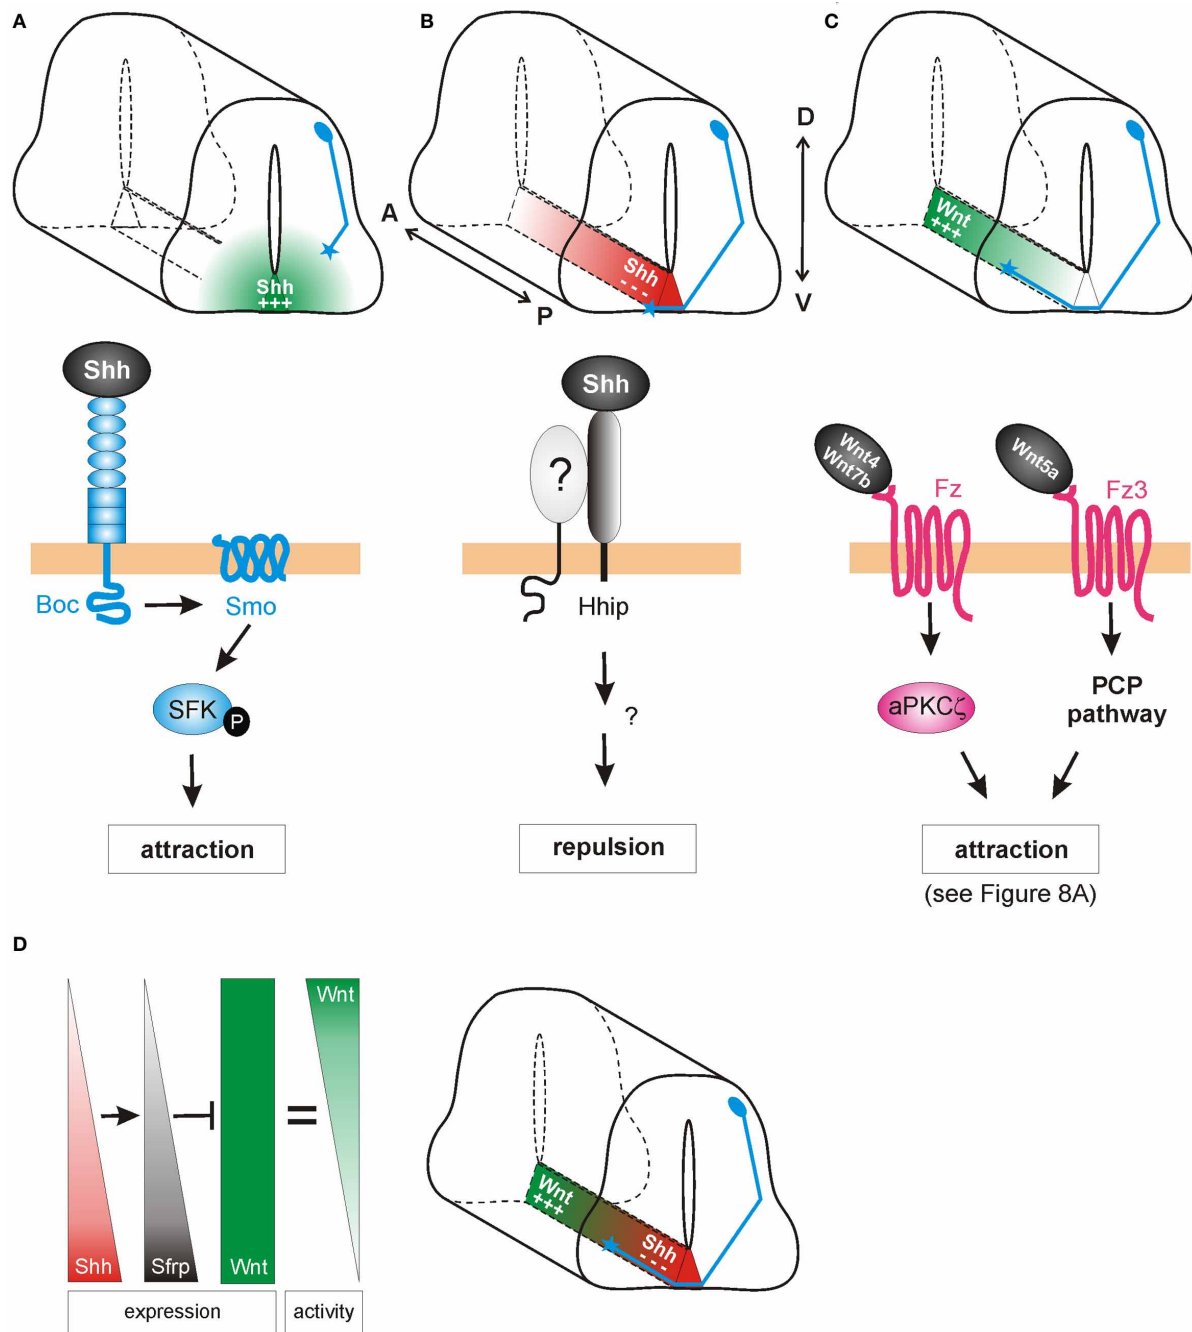 A
B
C
Shh
+++
A
P
Shh
- - -
D
V
Wnt
+++
Shh
Boc
Smo
SFK
P
attraction
Shh
?
Hhip
?
repulsion
Wnt4
Wnt7b
Fz
Wnt5a
Fz3
aPKCζ
PCP
pathway
attraction
(see Figure 8A)
D
Shh
Sfrp
Wnt
=
Wnt
expression
activity
Wnt
+++
Shh
- - -